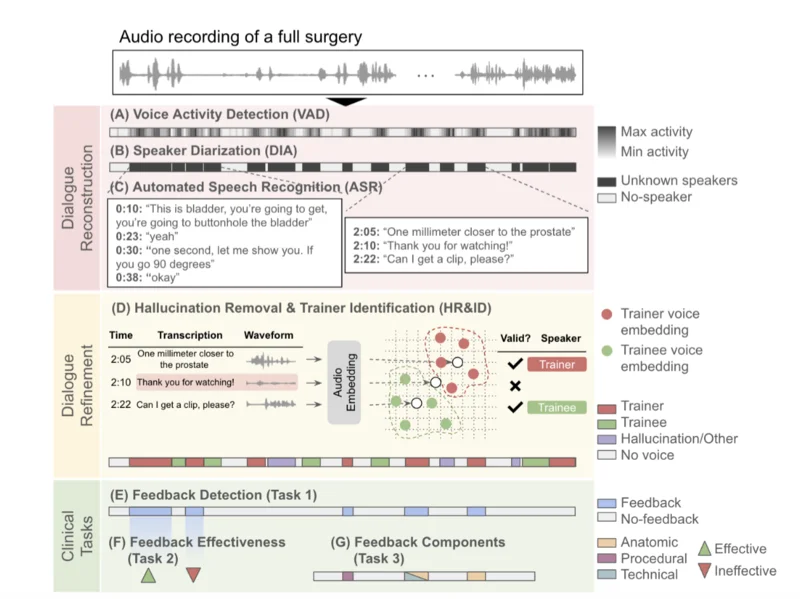 Audio recording of a full surgery
...
Dialogue
Reconstruction
(A) Voice Activity Detection (VAD)
(B) Speaker Diarization (DIA)
(C) Automated Speech Recognition (ASR)
0:10: “This is bladder, you’re going to get,
you’re going to buttonhole the bladder”
0:23: “yeah”
0:30: “one second, let me show you. If
you go 90 degrees”
0:38: “okay”
2:05: “One millimeter closer to the prostate”
2:10: “Thank you for watching!”
2:22: “Can I get a clip, please?”
Max activity
Min activity
Unknown speakers
No-speaker
Dialogue
Refinement
(D) Hallucination Removal & Trainer Identification (HR&ID)
Time Transcription Waveform Valid? Speaker
2:05 One millimeter closer to
the prostate
Trainer
2:10 Thank you for watching!
2:22 Can I get a clip, please? Trainee
Audio
Embedding
Trainer voice
embedding
Trainee voice
embedding
Trainer
Trainee
Hallucination/Other
No voice
Clinical
Tasks
(E) Feedback Detection (Task 1)
(F) Feedback Effectiveness
(Task 2)
(G) Feedback Components
(Task 3)
Feedback
No-feedback
Anatomic
Procedural
Technical
Effective
Ineffective